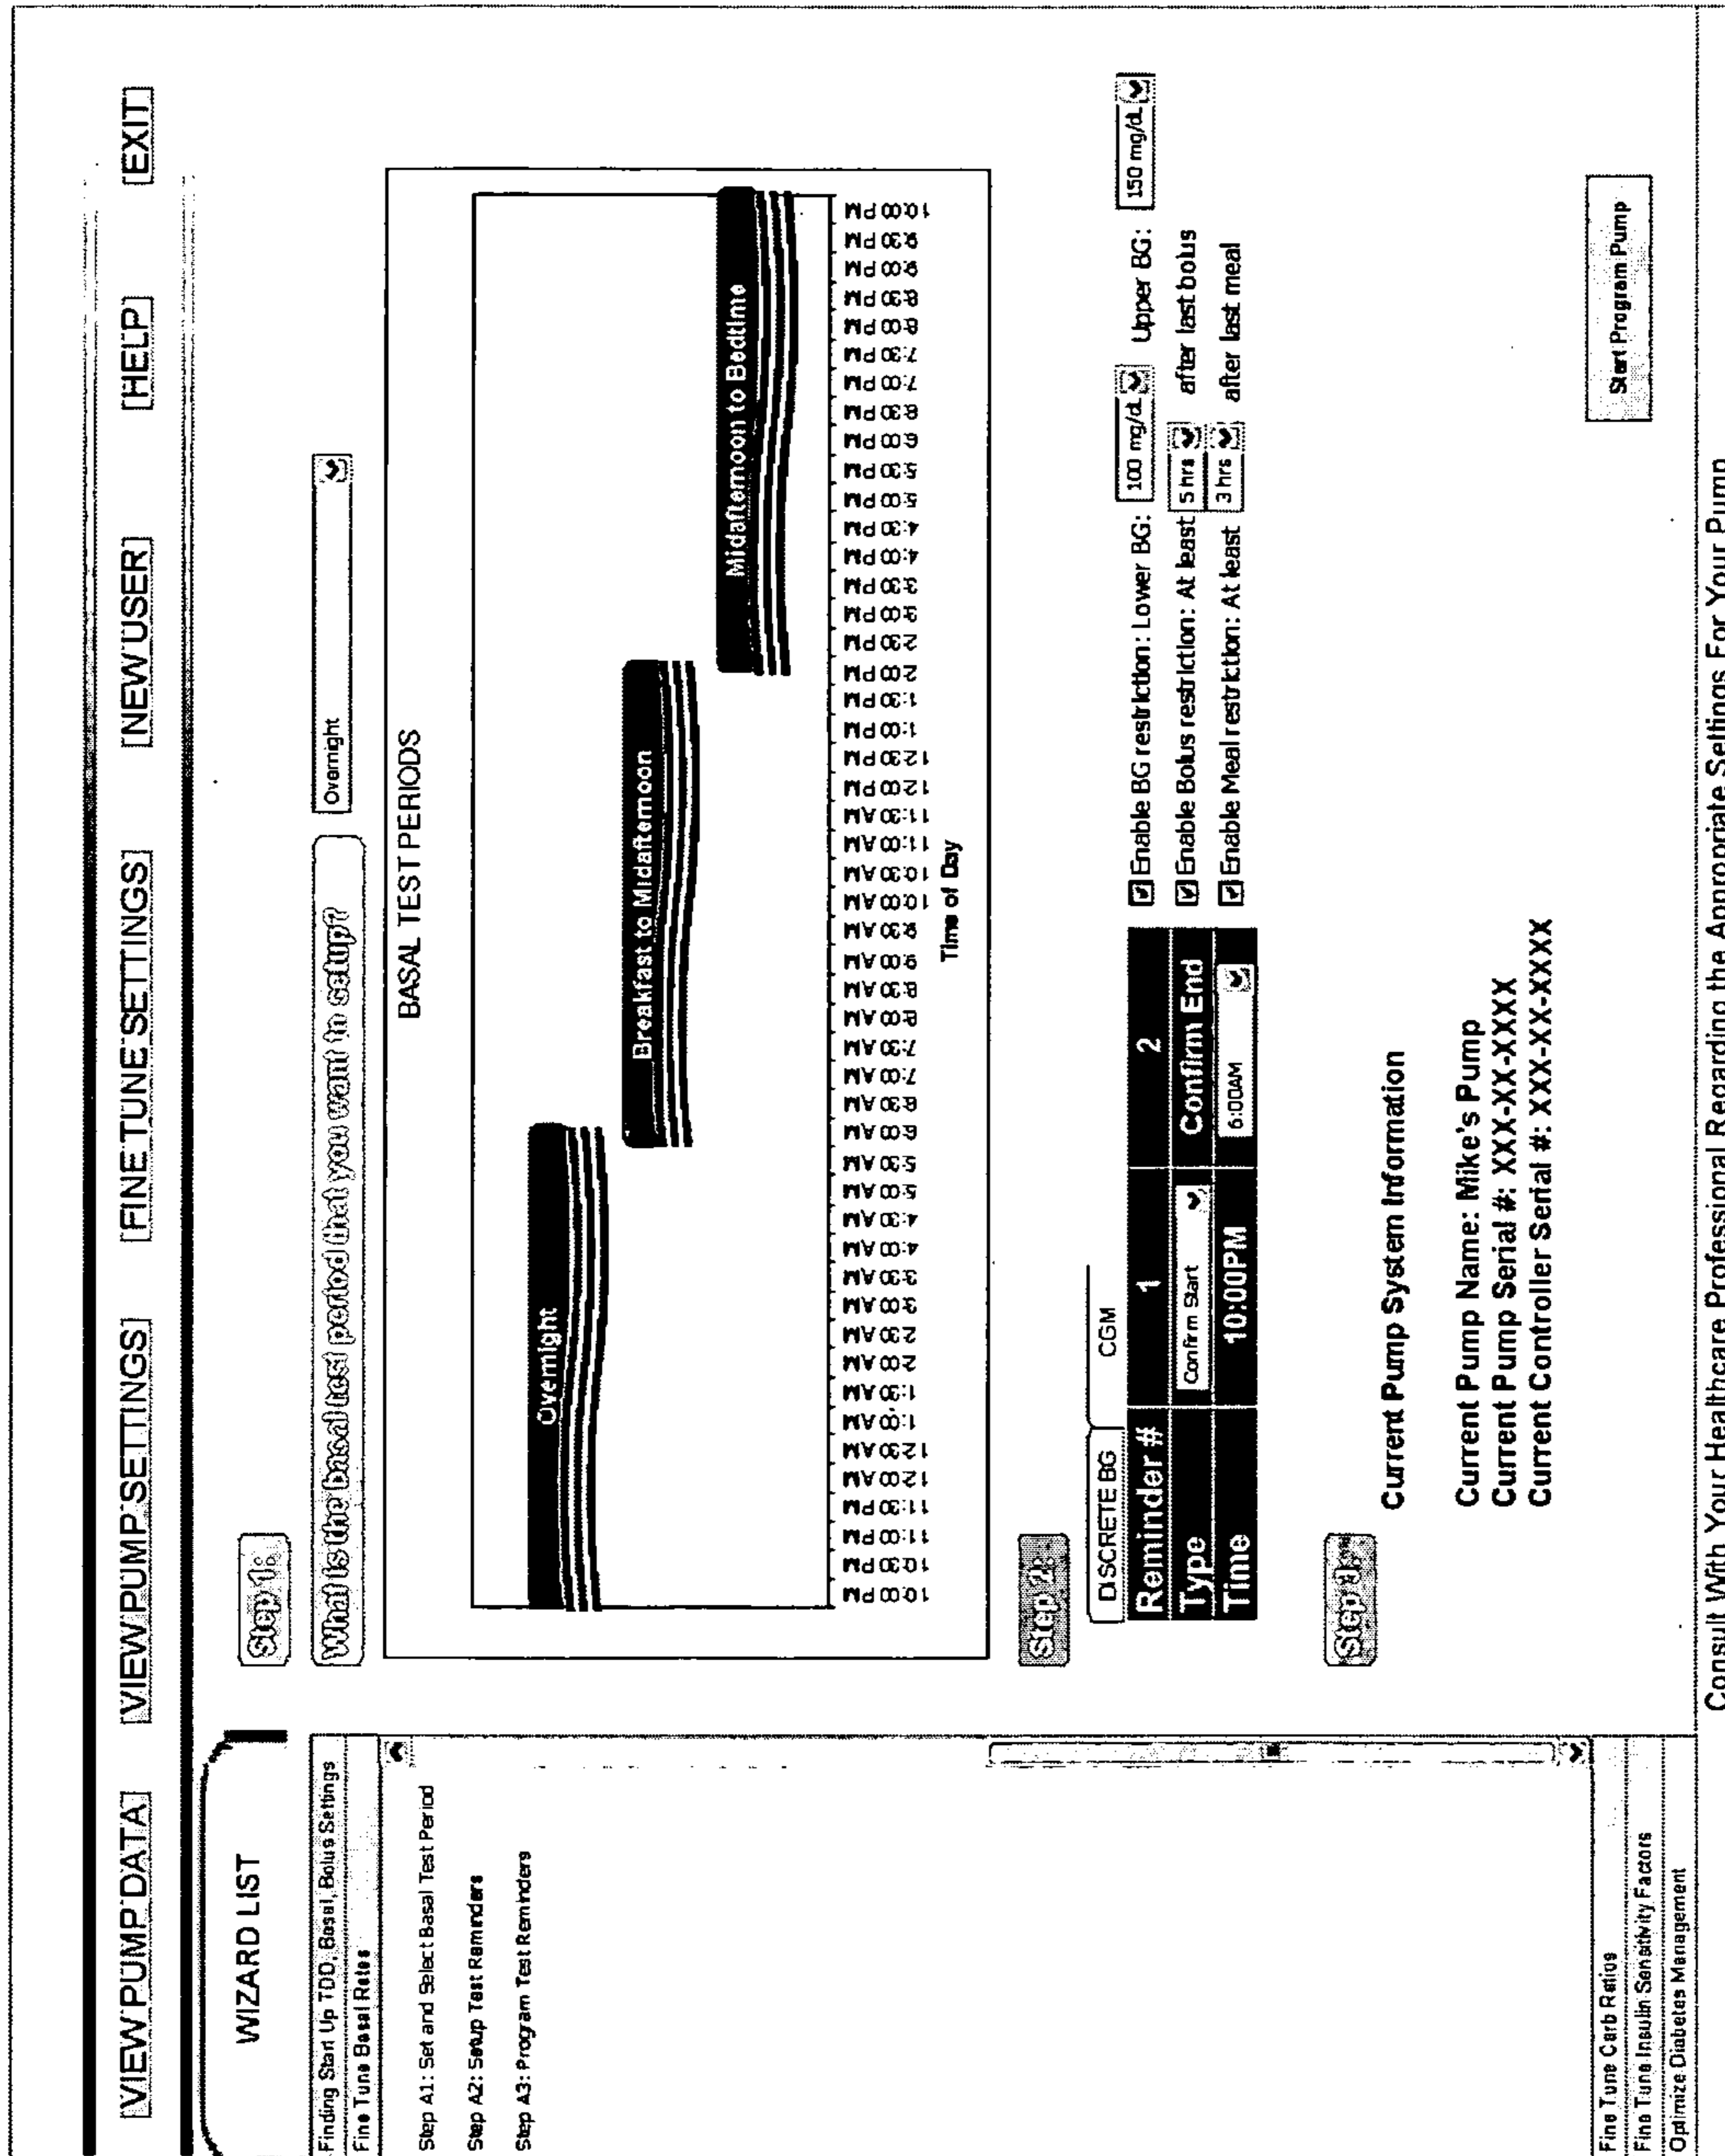 [VIEW PUMP DATA] [VIEW PUMP SETTINGS] [FINE TUNE SETTINGS] [NEW USER] [HELP] [EXIT]
WIZARD LIST
Finding Start Up TDD, Basal, Bolus Settings
Fine Tune Basal Rates
Step A1: Set and Select Basal Test Period
Step A2: Setup Test Reminders
Step A3: Program Test Reminders
Fine Tune Carb Ratios
Fine Tune Insulin Sensitivity Factors
Optimize Diabetes Management
Step 1:
What is the basal test period that you want to setup? Overnight
BASAL TEST PERIODS
Overnight
Breakfast to Midafternoon
Midafternoon to Bedtime
10:00 PM
10:30 PM
11:00 PM
11:30 PM
12:00 AM
12:30 AM
1:00 AM
1:30 AM
2:00 AM
2:30 AM
3:00 AM
3:30 AM
4:00 AM
4:30 AM
5:00 AM
5:30 AM
6:00 AM
6:30 AM
7:00 AM
7:30 AM
8:00 AM
8:30 AM
9:00 AM
9:30 AM
10:00 AM
10:30 AM
11:00 AM
11:30 AM
12:00 PM
12:30 PM
1:00 PM
1:30 PM
2:00 PM
2:30 PM
3:00 PM
3:30 PM
4:00 PM
4:30 PM
5:00 PM
5:30 PM
6:00 PM
6:30 PM
7:00 PM
7:30 PM
8:00 PM
8:30 PM
9:00 PM
9:30 PM
10:00 PM
Time of Day
Step 2:
DISCRETE BG CGM
Reminder # 1 2
Type Confirm Start Confirm End
Time 10:00PM 6:00AM
Enable BG restriction: Lower BG: 100 mg/dL Upper BG: 150 mg/dL
Enable Bolus restriction: At least 5 hrs after last bolus
Enable Meal restriction: At least 3 hrs after last meal
Step 3:
Current Pump System Information
Current Pump Name: Mike's Pump
Current Pump Serial #: XXX-XX-XXXX
Current Controller Serial #: XXX-XX-XXXX
Start Program Pump
Consult With Your Healthcare Professional Regarding the Appropriate Settings For Your Pump